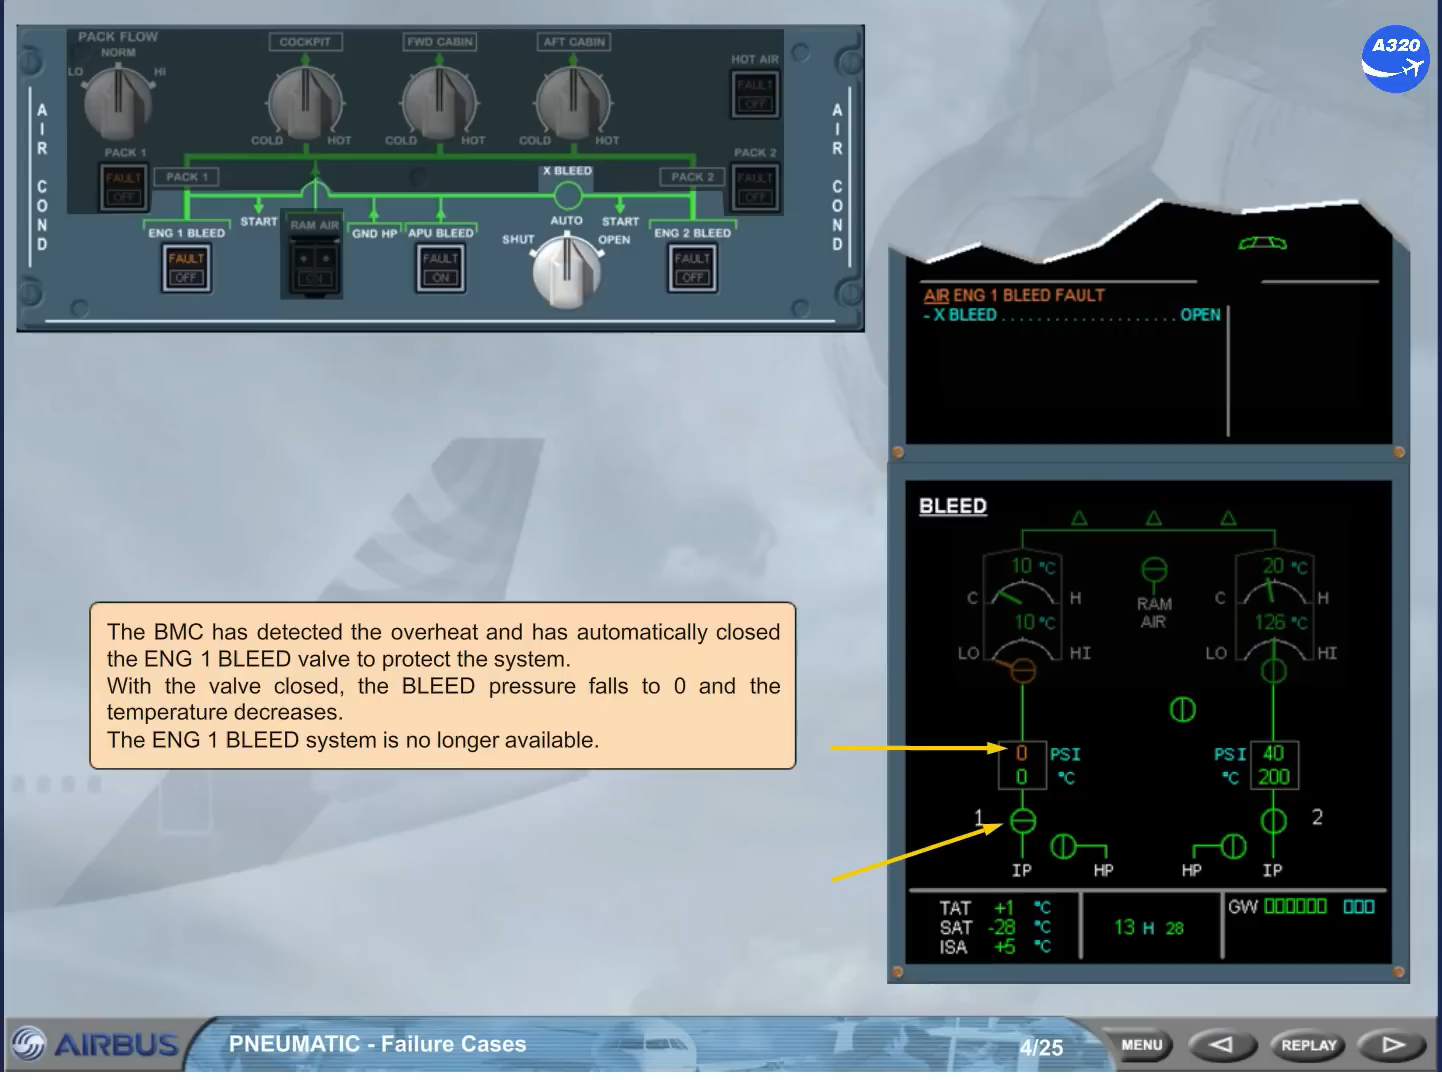 PACK FLOW
NORM
LO
HI
COCKPIT
FWD CABIN
AFT CABIN
HOT AIR
FAULT
OFF
COLD
HOT
COLD
HOT
COLD
HOT
AIR COND
AIR COND
PACK 1
FAULT
OFF
PACK 1
X BLEED
PACK 2
PACK 2
FAULT
OFF
START
RAM AIR
GND HP
APU BLEED
AUTO
START
ENG 1 BLEED
SHUT
OPEN
ENG 2 BLEED
FAULT
OFF
ON
FAULT
ON
FAULT
OFF
A320
AIR ENG 1 BLEED FAULT
- X BLEED ................... OPEN
BLEED
10 °C
20 °C
C
H
RAM
AIR
C
H
10 °C
126 °C
LO
HI
LO
HI
0 PSI
PSI 40
0 °C
°C 200
1
2
IP
HP
HP
IP
TAT +1 °C
SAT -28 °C
ISA +5 °C
13 H 28
GW
The BMC has detected the overheat and has automatically closed
the ENG 1 BLEED valve to protect the system.
With the valve closed, the BLEED pressure falls to 0 and the
temperature decreases.
The ENG 1 BLEED system is no longer available.
AIRBUS
PNEUMATIC - Failure Cases
4/25
MENU
REPLAY